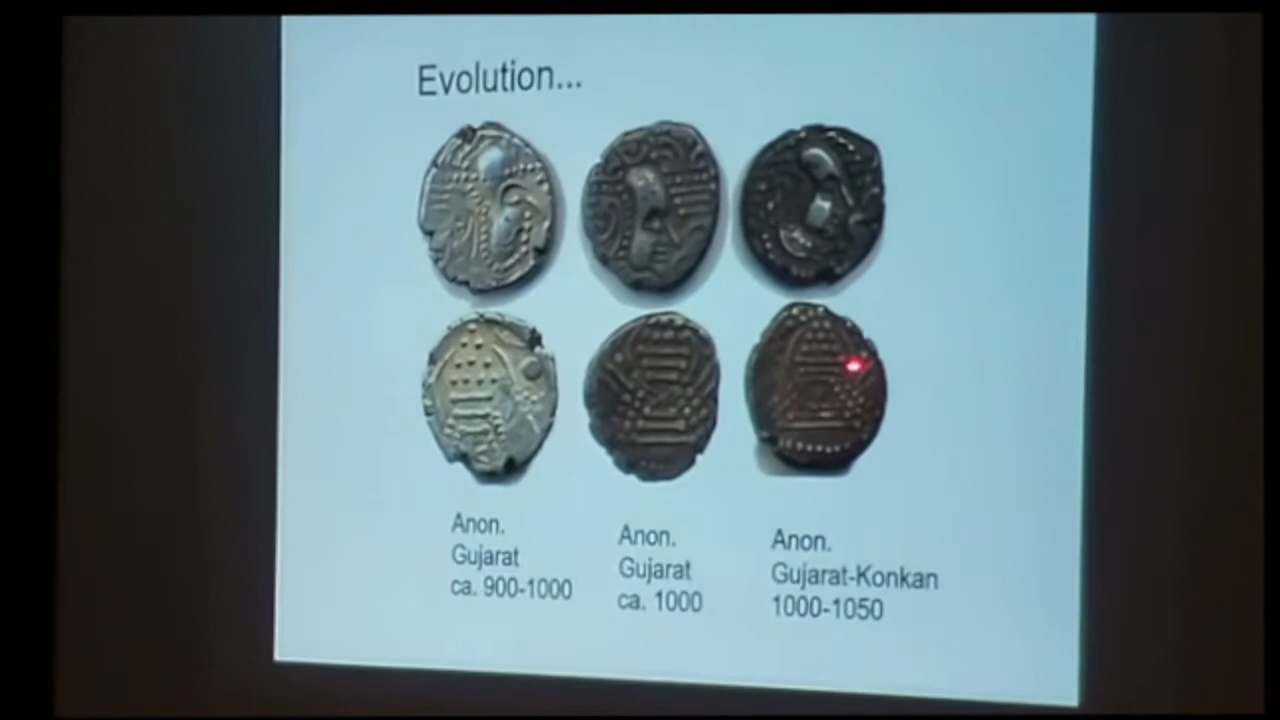 Evolution...
Anon.
Gujarat
ca. 900-1000
Anon.
Gujarat
ca. 1000
Anon.
Gujarat-Konkan
1000-1050